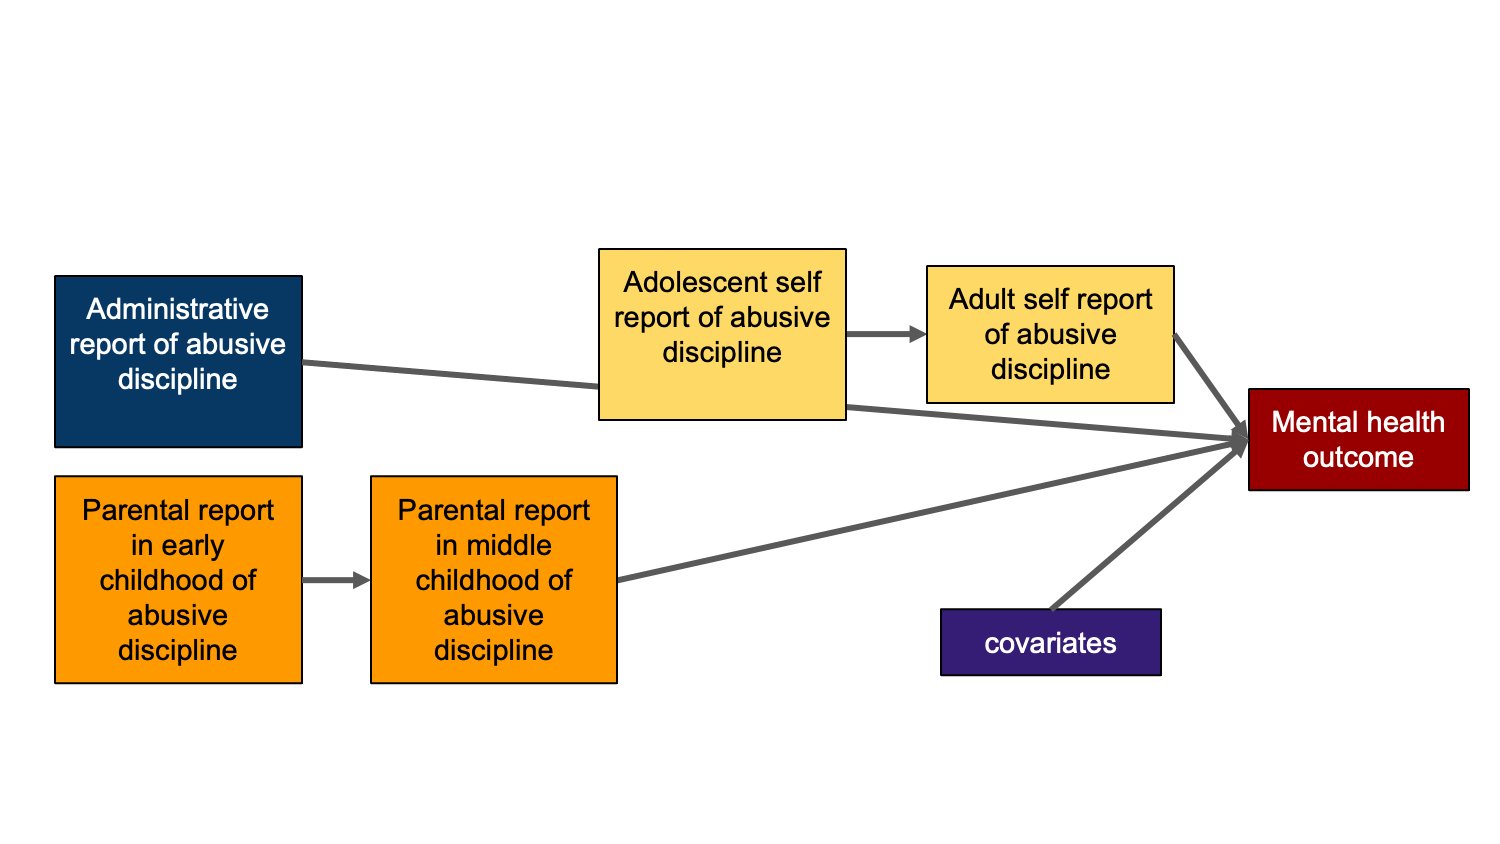 Administrative
report of abusive
discipline
Adolescent self
report of abusive
discipline
Adult self report
of abusive
discipline
Mental health
outcome
Parental report
in early
childhood of
abusive
discipline
Parental report
in middle
childhood of
abusive
discipline
covariates